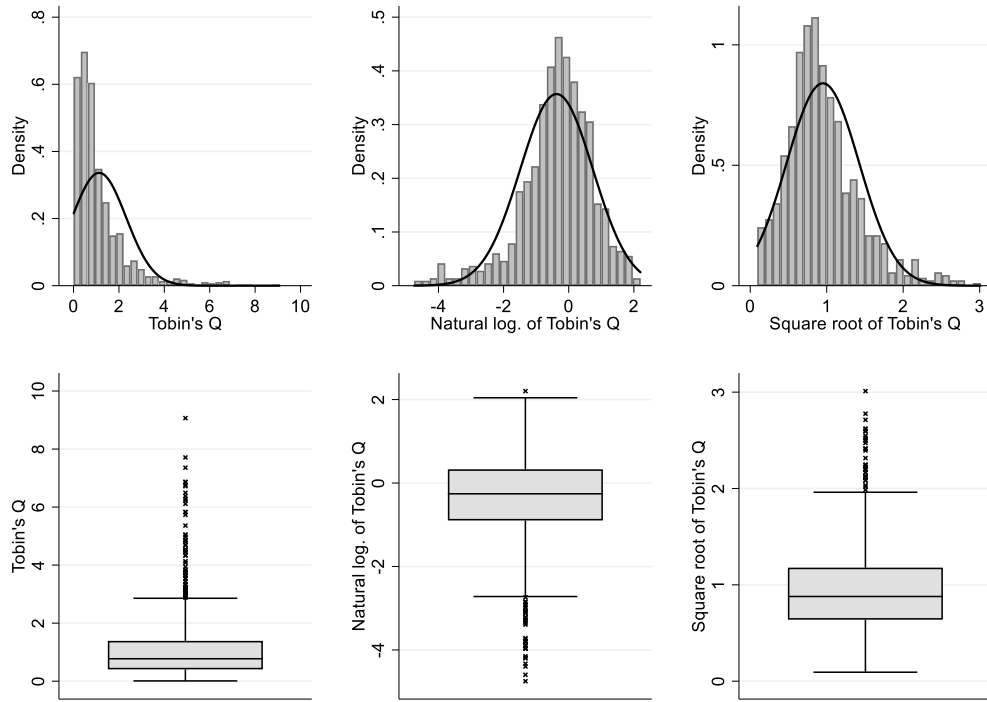 Density
.8
.6
.4
.2
0
0 2 4 6 8 10
Tobin's Q
Density
.5
.4
.3
.2
.1
0
-4 -2 0 2
Natural log. of Tobin's Q
Density
1
.5
0
0 1 2 3
Square root of Tobin's Q
Tobin's Q
10
8
6
4
2
0
Natural log. of Tobin's Q
2
0
-2
-4
Square root of Tobin's Q
3
2
1
0